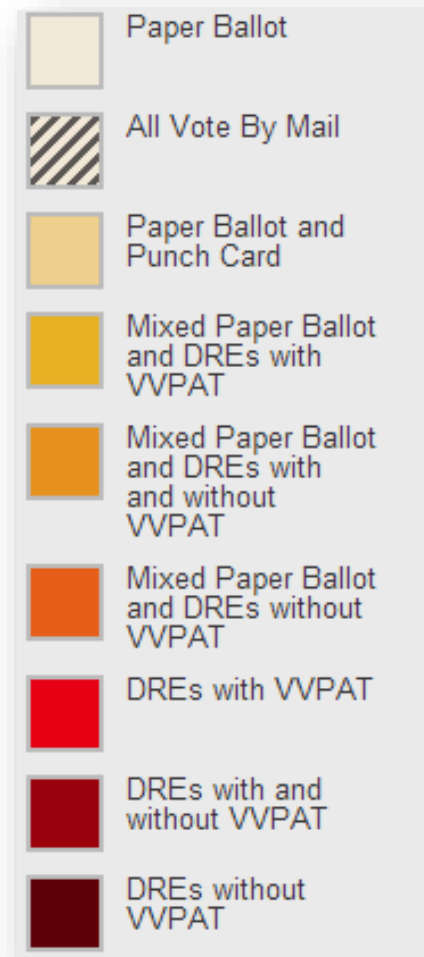 Paper Ballot
All Vote By Mail
Paper Ballot and
Punch Card
Mixed Paper Ballot
and DREs with
VVPAT
Mixed Paper Ballot
and DREs with
and without
VVPAT
Mixed Paper Ballot
and DREs without
VVPAT
DREs with VVPAT
DREs with and
without VVPAT
DREs without
VVPAT